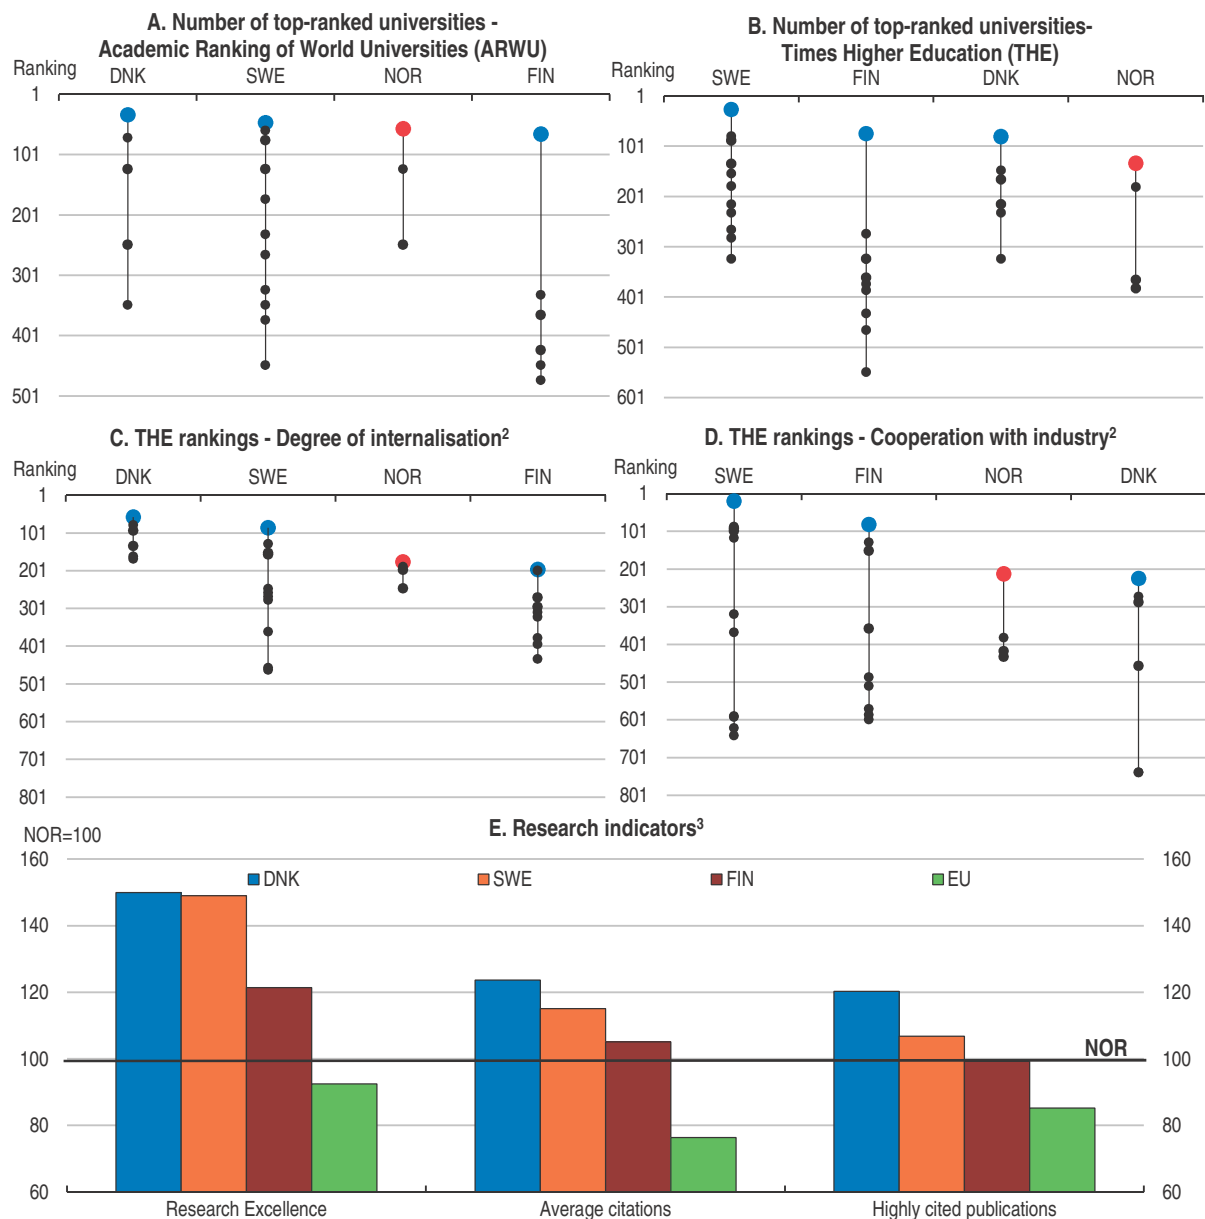 A. Number of top-ranked universities -
Academic Ranking of World Universities (ARWU)
Ranking
DNK SWE NOR FIN
1
101
201
301
401
501
B. Number of top-ranked universities-
Times Higher Education (THE)
Ranking
SWE FIN DNK NOR
1
101
201
301
401
501
601
C. THE rankings - Degree of internalisation²
Ranking
DNK SWE NOR FIN
1
101
201
301
401
501
601
701
801
D. THE rankings - Cooperation with industry²
Ranking
SWE FIN NOR DNK
1
101
201
301
401
501
601
701
801
E. Research indicators³
NOR=100
160 160
DNK SWE FIN EU
140 140
120 120
NOR
100 100
80 80
60 60
Research Excellence Average citations Highly cited publications